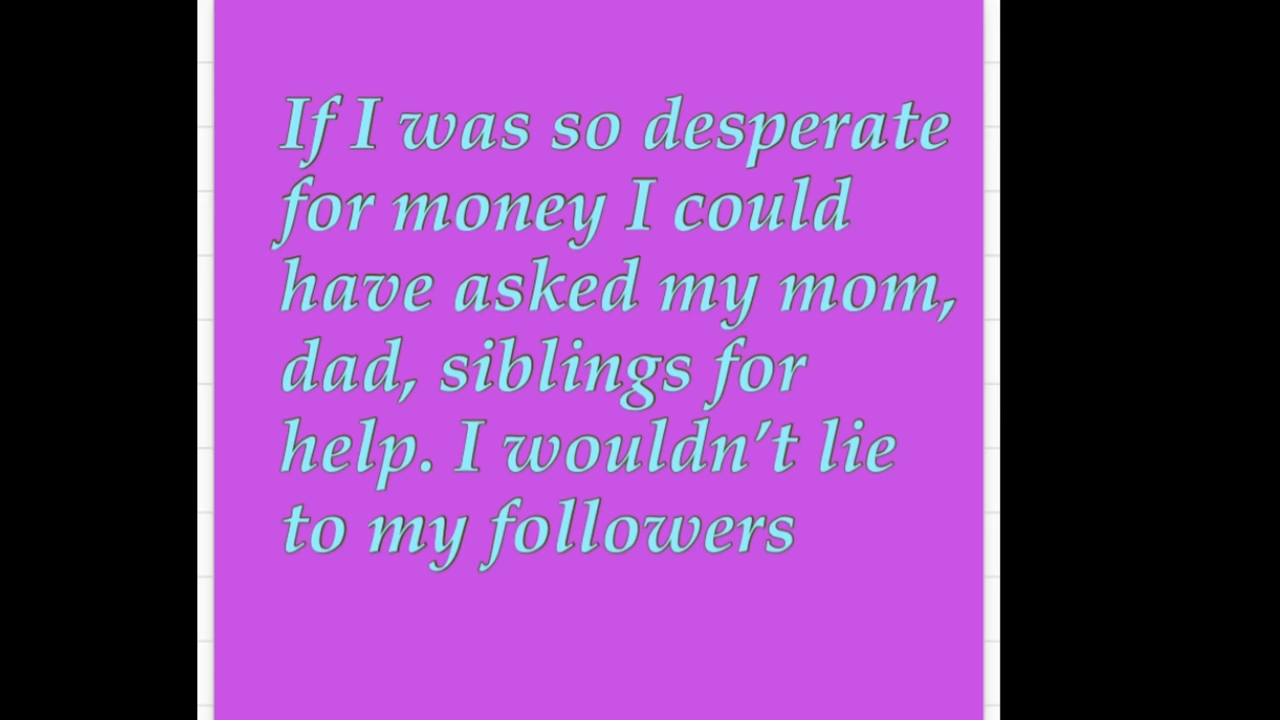 If I was so desperate
for money I could
have asked my mom,
dad, siblings for
help. I wouldn’t lie
to my followers